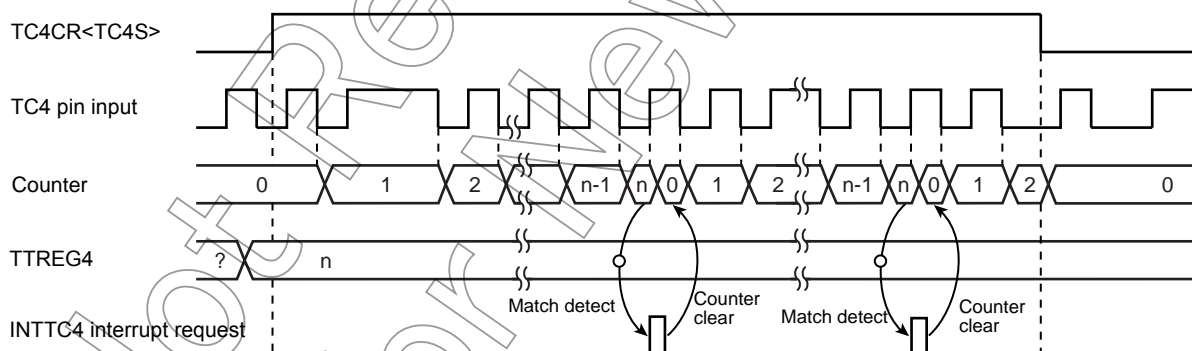 TC4CR<TC4S>
TC4 pin input
Counter
0 1 2 n-1 n 0 1 2 n-1 n 0 1 2 0
TTREG4
? n
Match detect
Counter
clear
Match detect
Counter
clear
INTTC4 interrupt request